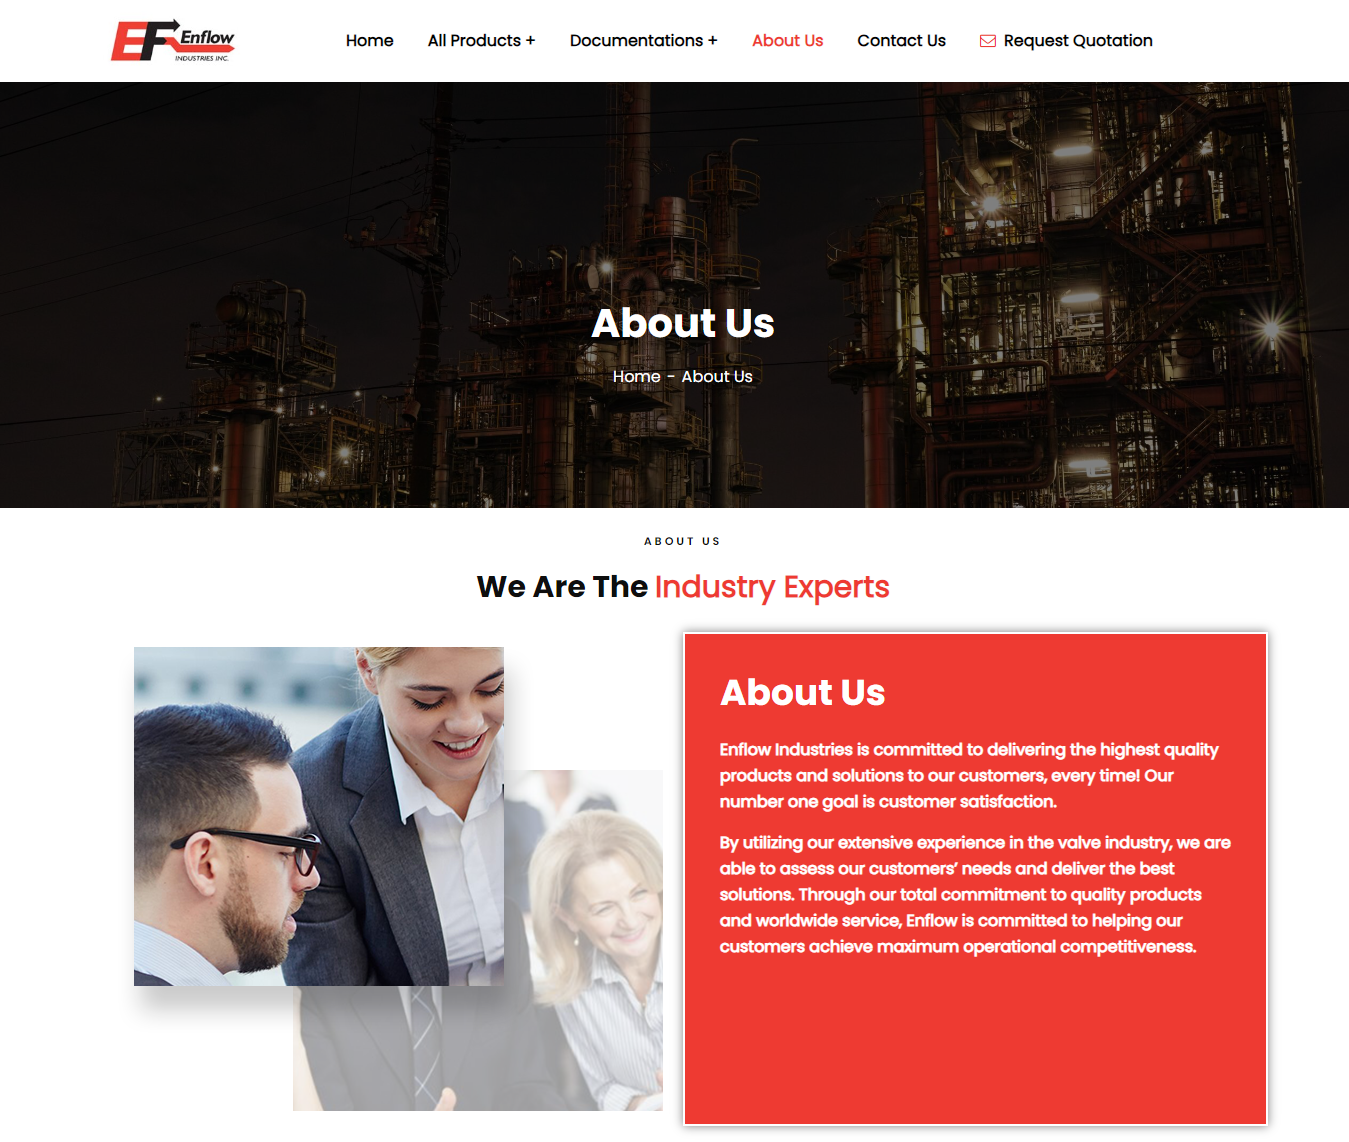 EF Enflow
INDUSTRIES INC.
Home All Products + Documentations + About Us Contact Us Request Quotation
About Us
Home - About Us
ABOUT US
We Are The Industry Experts
About Us
Enflow Industries is committed to delivering the highest quality
products and solutions to our customers, every time! Our
number one goal is customer satisfaction.
By utilizing our extensive experience in the valve industry, we are
able to assess our customers’ needs and deliver the best
solutions. Through our total commitment to quality products
and worldwide service, Enflow is committed to helping our
customers achieve maximum operational competitiveness.